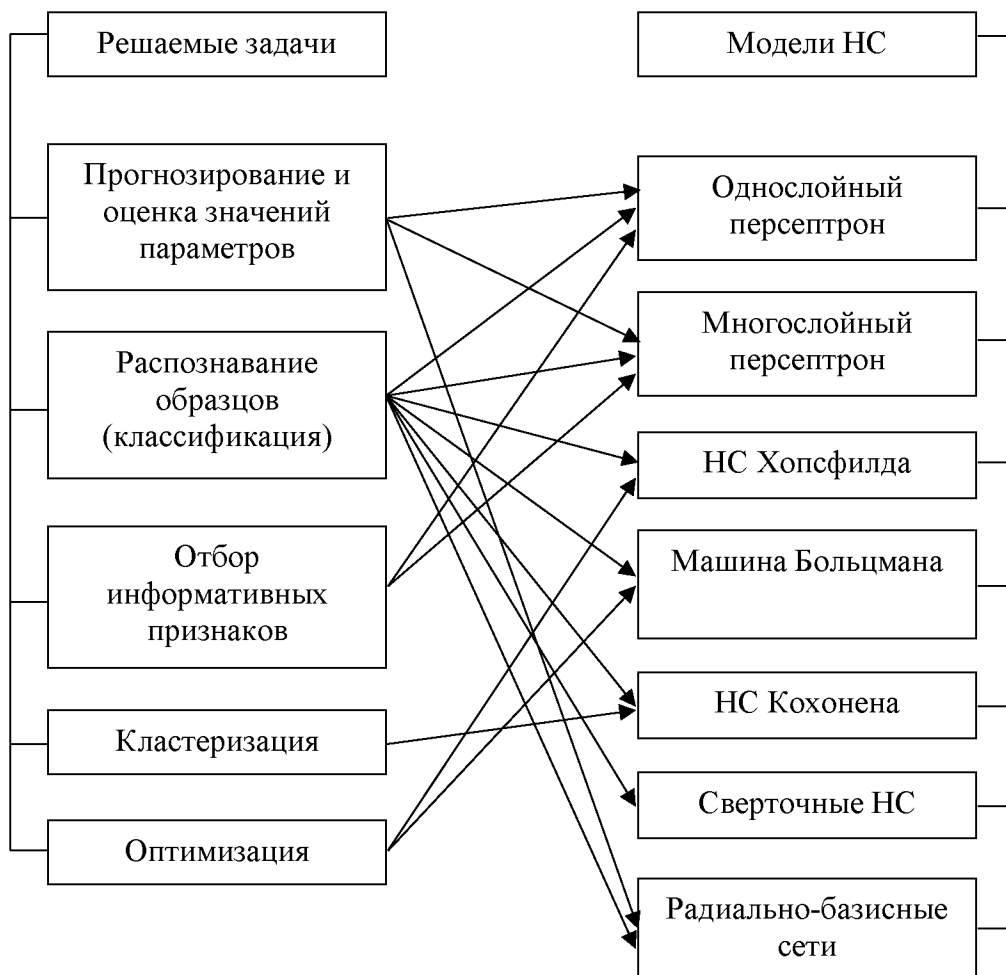 Решаемые задачи
Прогнозирование и
оценка значений
параметров
Распознавание
образцов
(классификация)
Отбор
информативных
признаков
Кластеризация
Оптимизация
Модели НС
Однослойный
персептрон
Многослойный
персептрон
НС Хопсфилда
Машина Больцмана
НС Кохонена
Сверточные НС
Радиально-базисные
сети